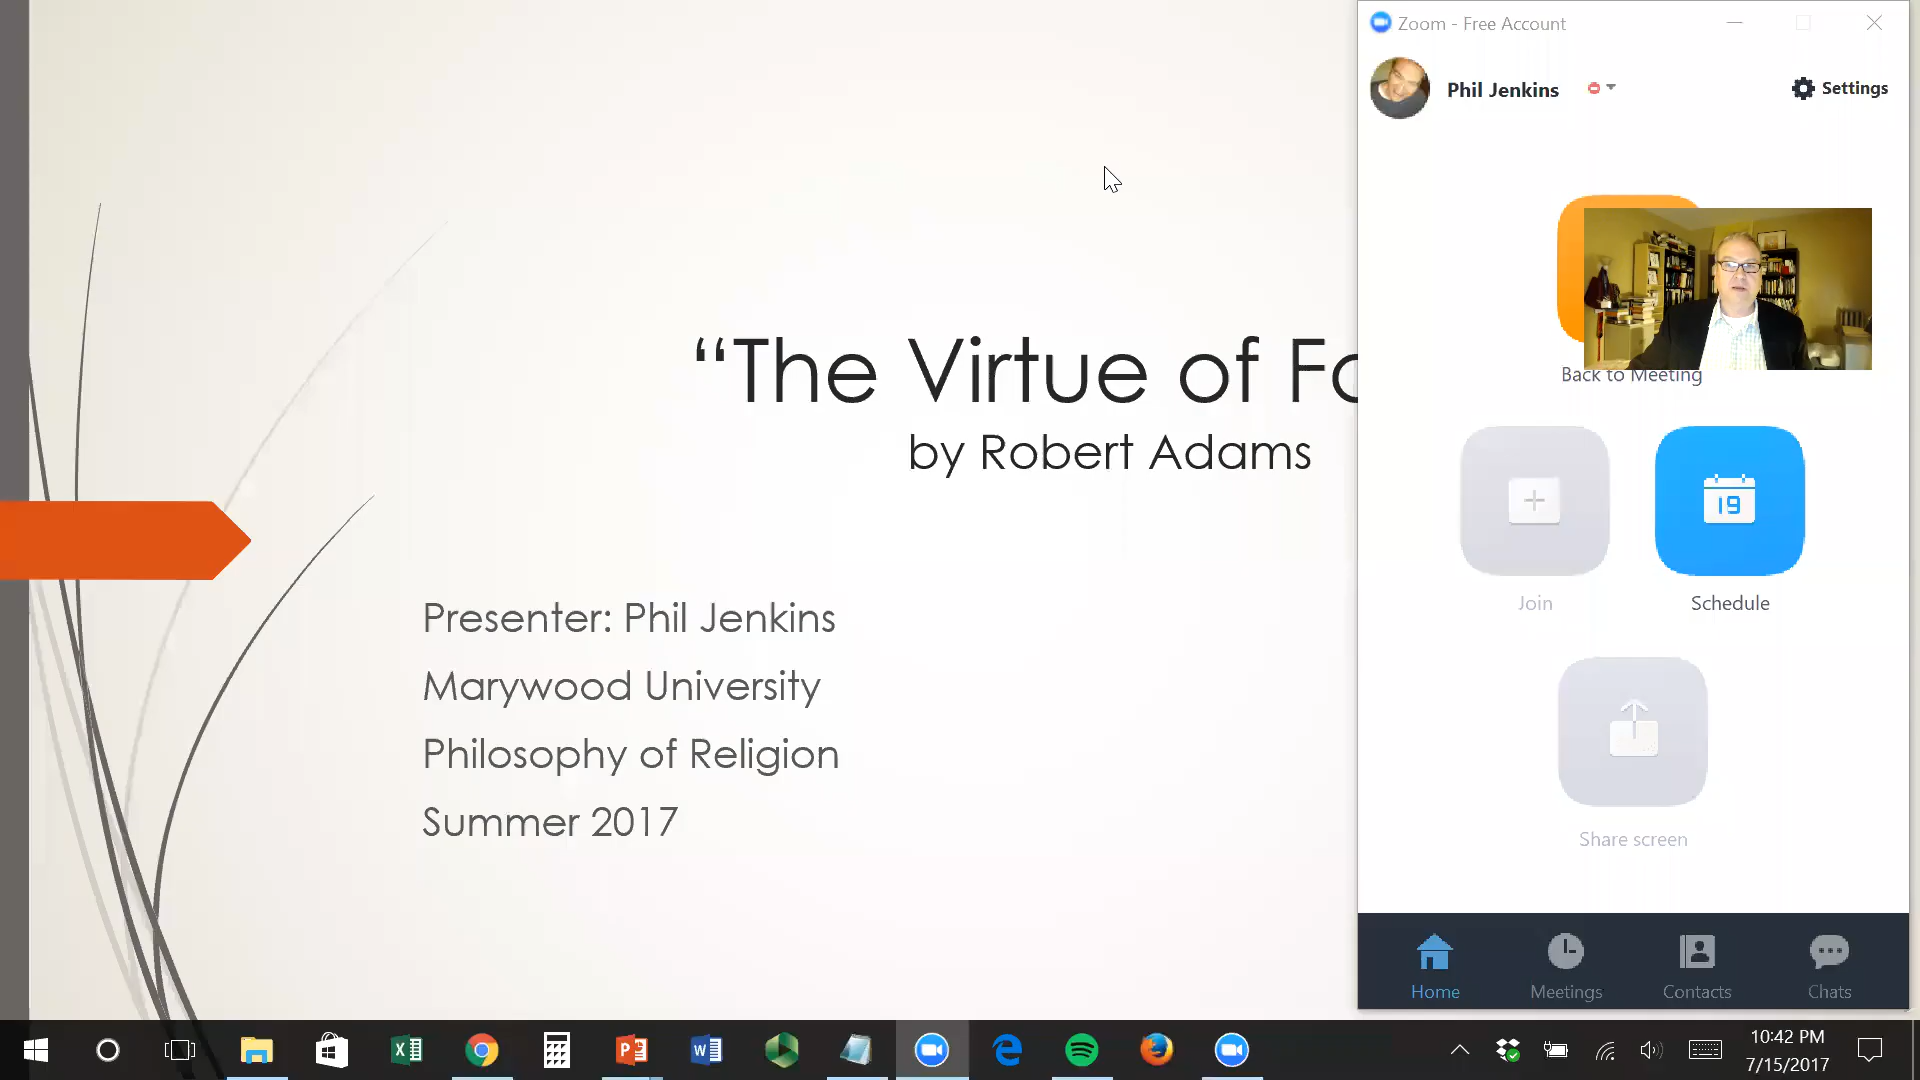 “The Virtue of Fa
by Robert Adams
Presenter: Phil Jenkins
Marywood University
Philosophy of Religion
Summer 2017
Zoom - Free Account
Phil Jenkins
Settings
Back to Meeting
Join
19
Schedule
Share screen
Home
Meetings
Contacts
Chats
10:42 PM
7/15/2017